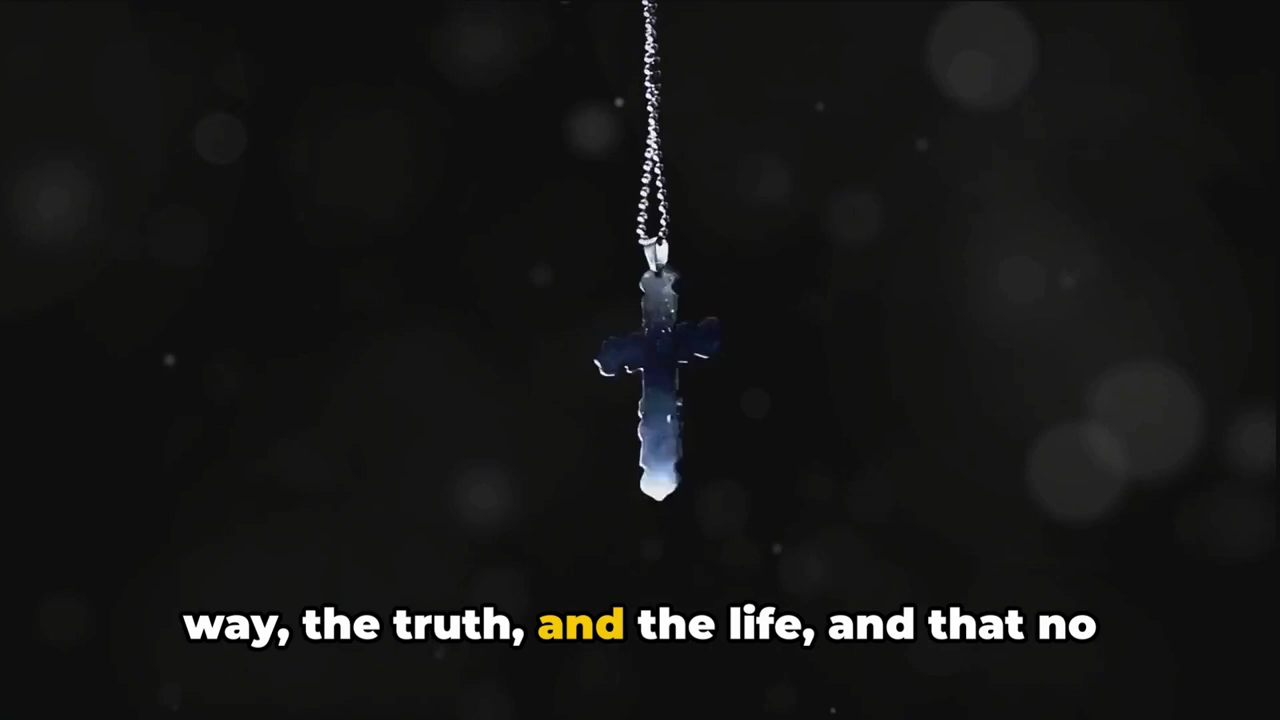 way, the truth, and the life, and that no